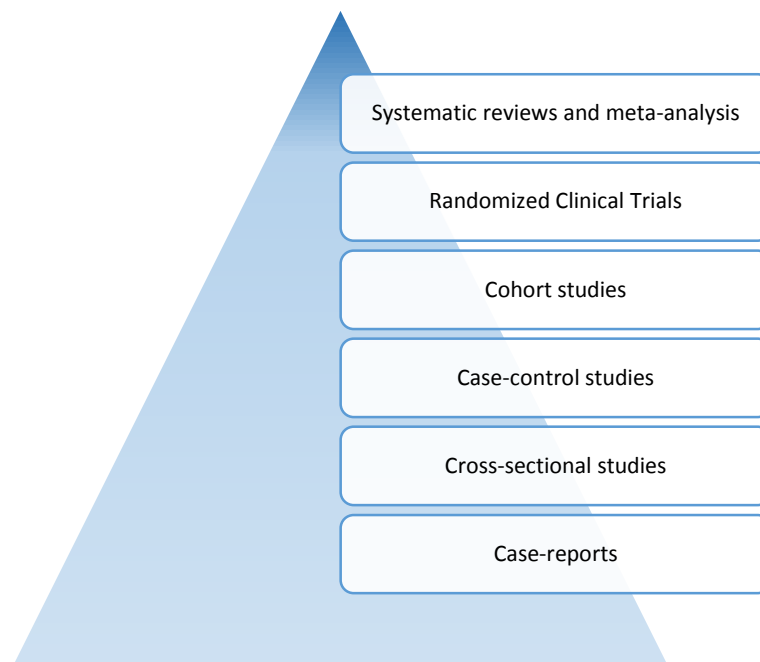 Systematic reviews and meta-analysis
Randomized Clinical Trials
Cohort studies
Case-control studies
Cross-sectional studies
Case-reports